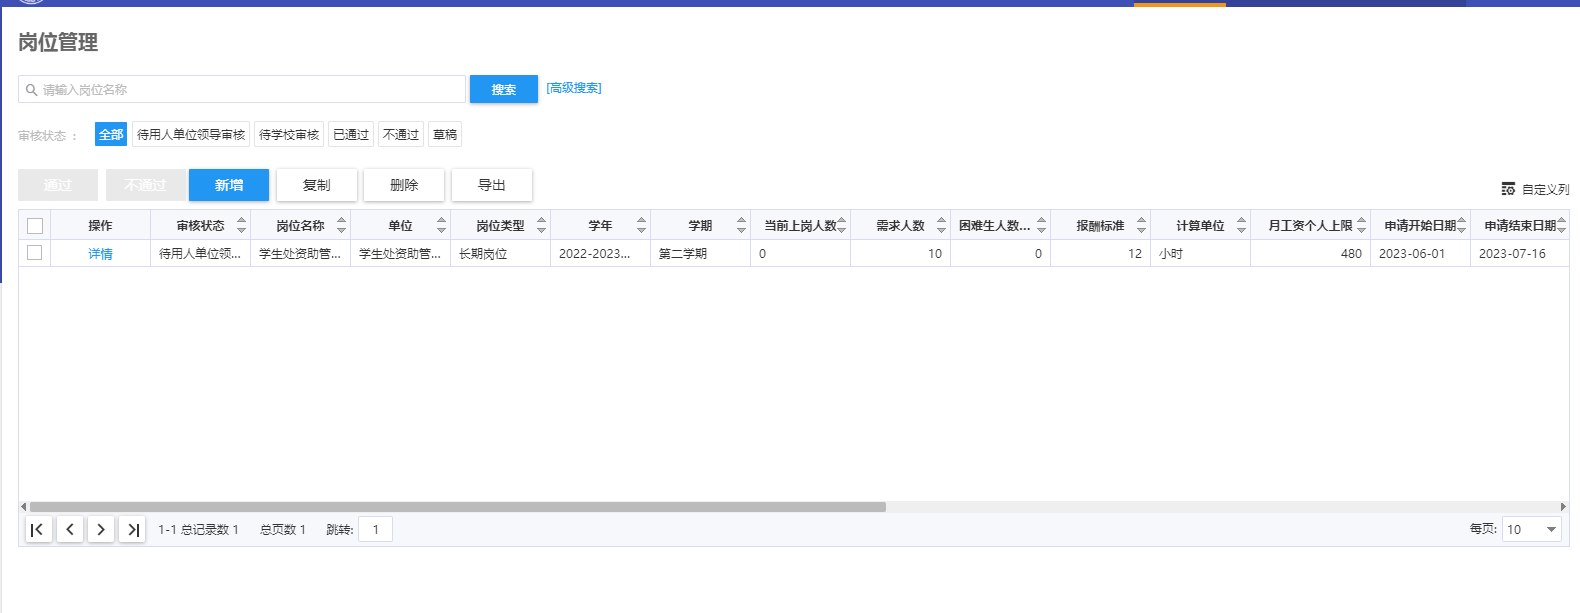 岗位管理
请输入岗位名称 搜索 [高级搜索]
审核状态 ： 全部 待用人单位领导审核 待学校审核 已通过 不通过 草稿
通过 不通过 新增 复制 删除 导出 自定义列
操作 审核状态 岗位名称 单位 岗位类型 学年 学期 当前上岗人数 需求人数 困难生人数... 报酬标准 计算单位 月工资个人上限 申请开始日期 申请结束日期
详情 待用人单位领... 学生处资助管... 学生处资助管... 长期岗位 2022-2023... 第二学期 0 10 0 12 小时 480 2023-06-01 2023-07-16
1-1 总记录数 1 总页数 1 跳转: 1 每页: 10